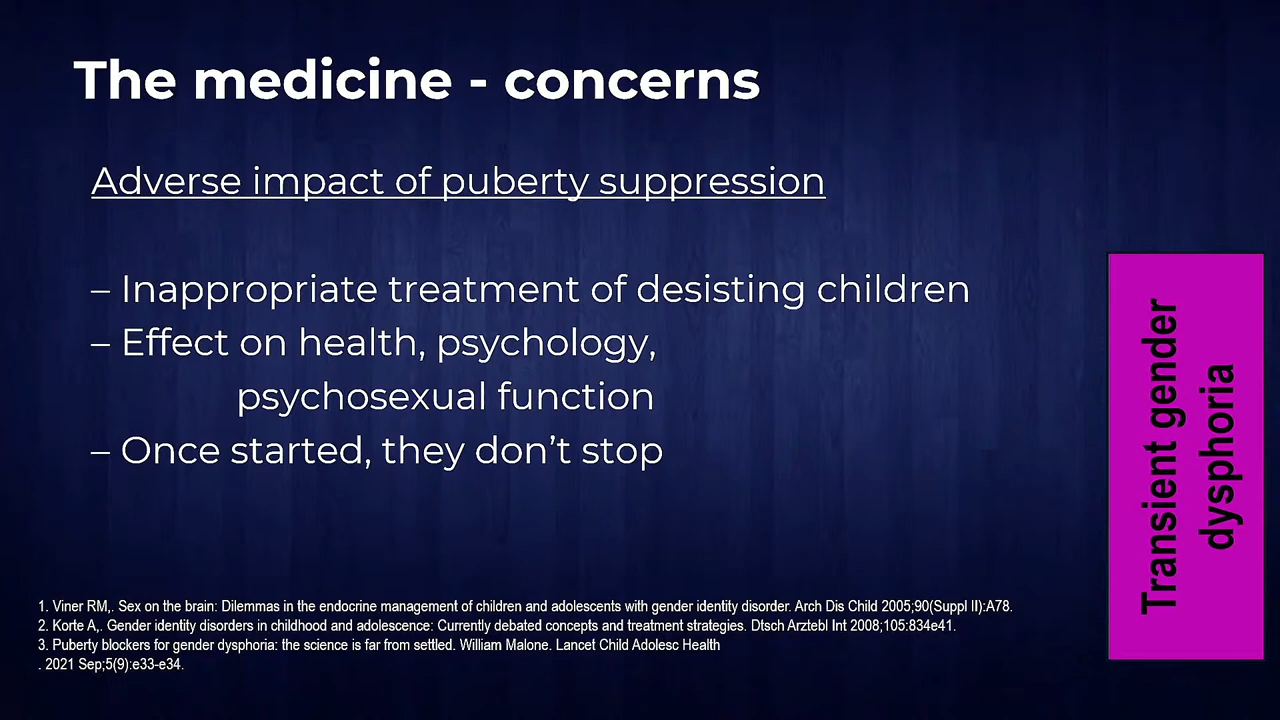 The medicine - concerns
Adverse impact of puberty suppression
– Inappropriate treatment of desisting children
– Effect on health, psychology,
psychosexual function
– Once started, they don’t stop
Transient gender
dysphoria
1. Viner RM,. Sex on the brain: Dilemmas in the endocrine management of children and adolescents with gender identity disorder. Arch Dis Child 2005;90(Suppl II):A78.
2. Korte A,. Gender identity disorders in childhood and adolescence: Currently debated concepts and treatment strategies. Dtsch Arztebl Int 2008;105:834e41.
3. Puberty blockers for gender dysphoria: the science is far from settled. William Malone. Lancet Child Adolesc Health
. 2021 Sep;5(9):e33-e34.